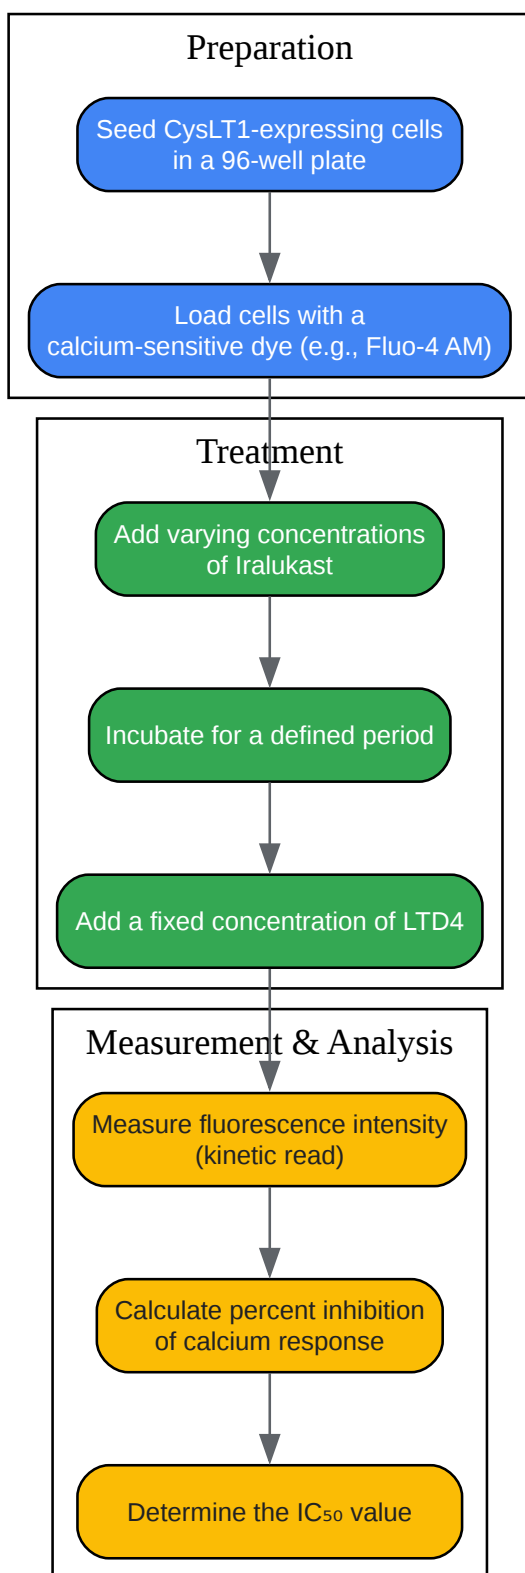 Preparation
Seed CysLT1-expressing cells
in a 96-well plate
Load cells with a
calcium-sensitive dye (e.g., Fluo-4 AM)
Treatment
Add varying concentrations
of Iralukast
Incubate for a defined period
Add a fixed concentration of LTD4
Measurement & Analysis
Measure fluorescence intensity
(kinetic read)
Calculate percent inhibition
of calcium response
Determine the IC₅₀ value